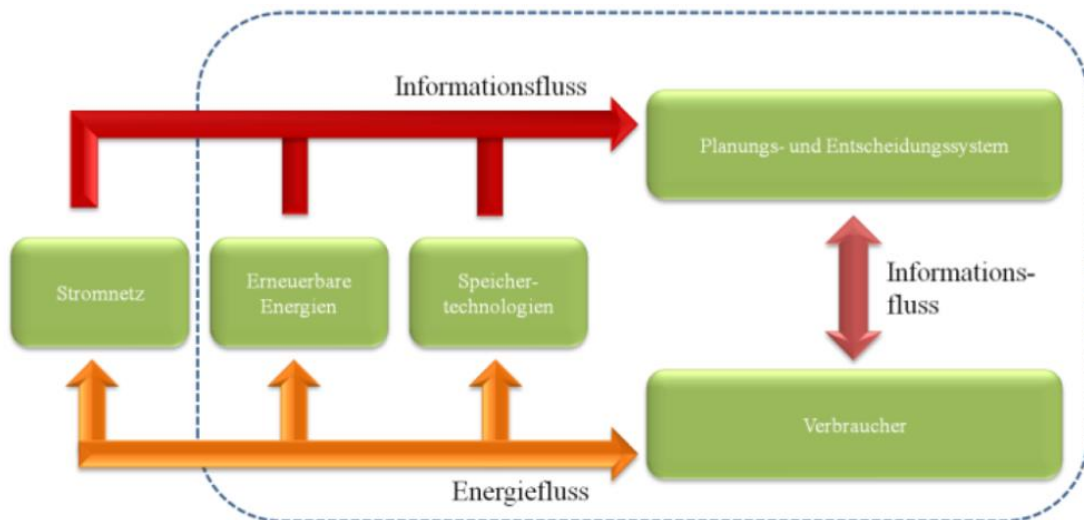 Informationsfluss
Planungs- und Entscheidungssystem
Stromnetz
Erneuerbare
Energien
Speicher-
technologien
Informations-
fluss
Verbraucher
Energiefluss